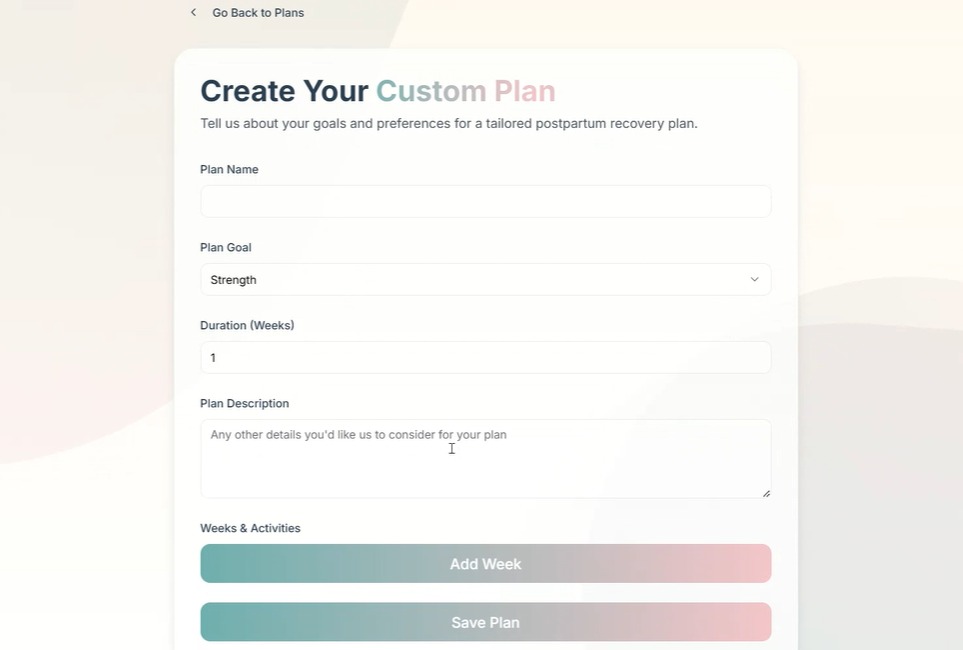 Go Back to Plans
Create Your Custom Plan
Tell us about your goals and preferences for a tailored postpartum recovery plan.
Plan Name
Plan Goal
Strength
Duration (Weeks)
1
Plan Description
Any other details you'd like us to consider for your plan
Weeks & Activities
Add Week
Save Plan